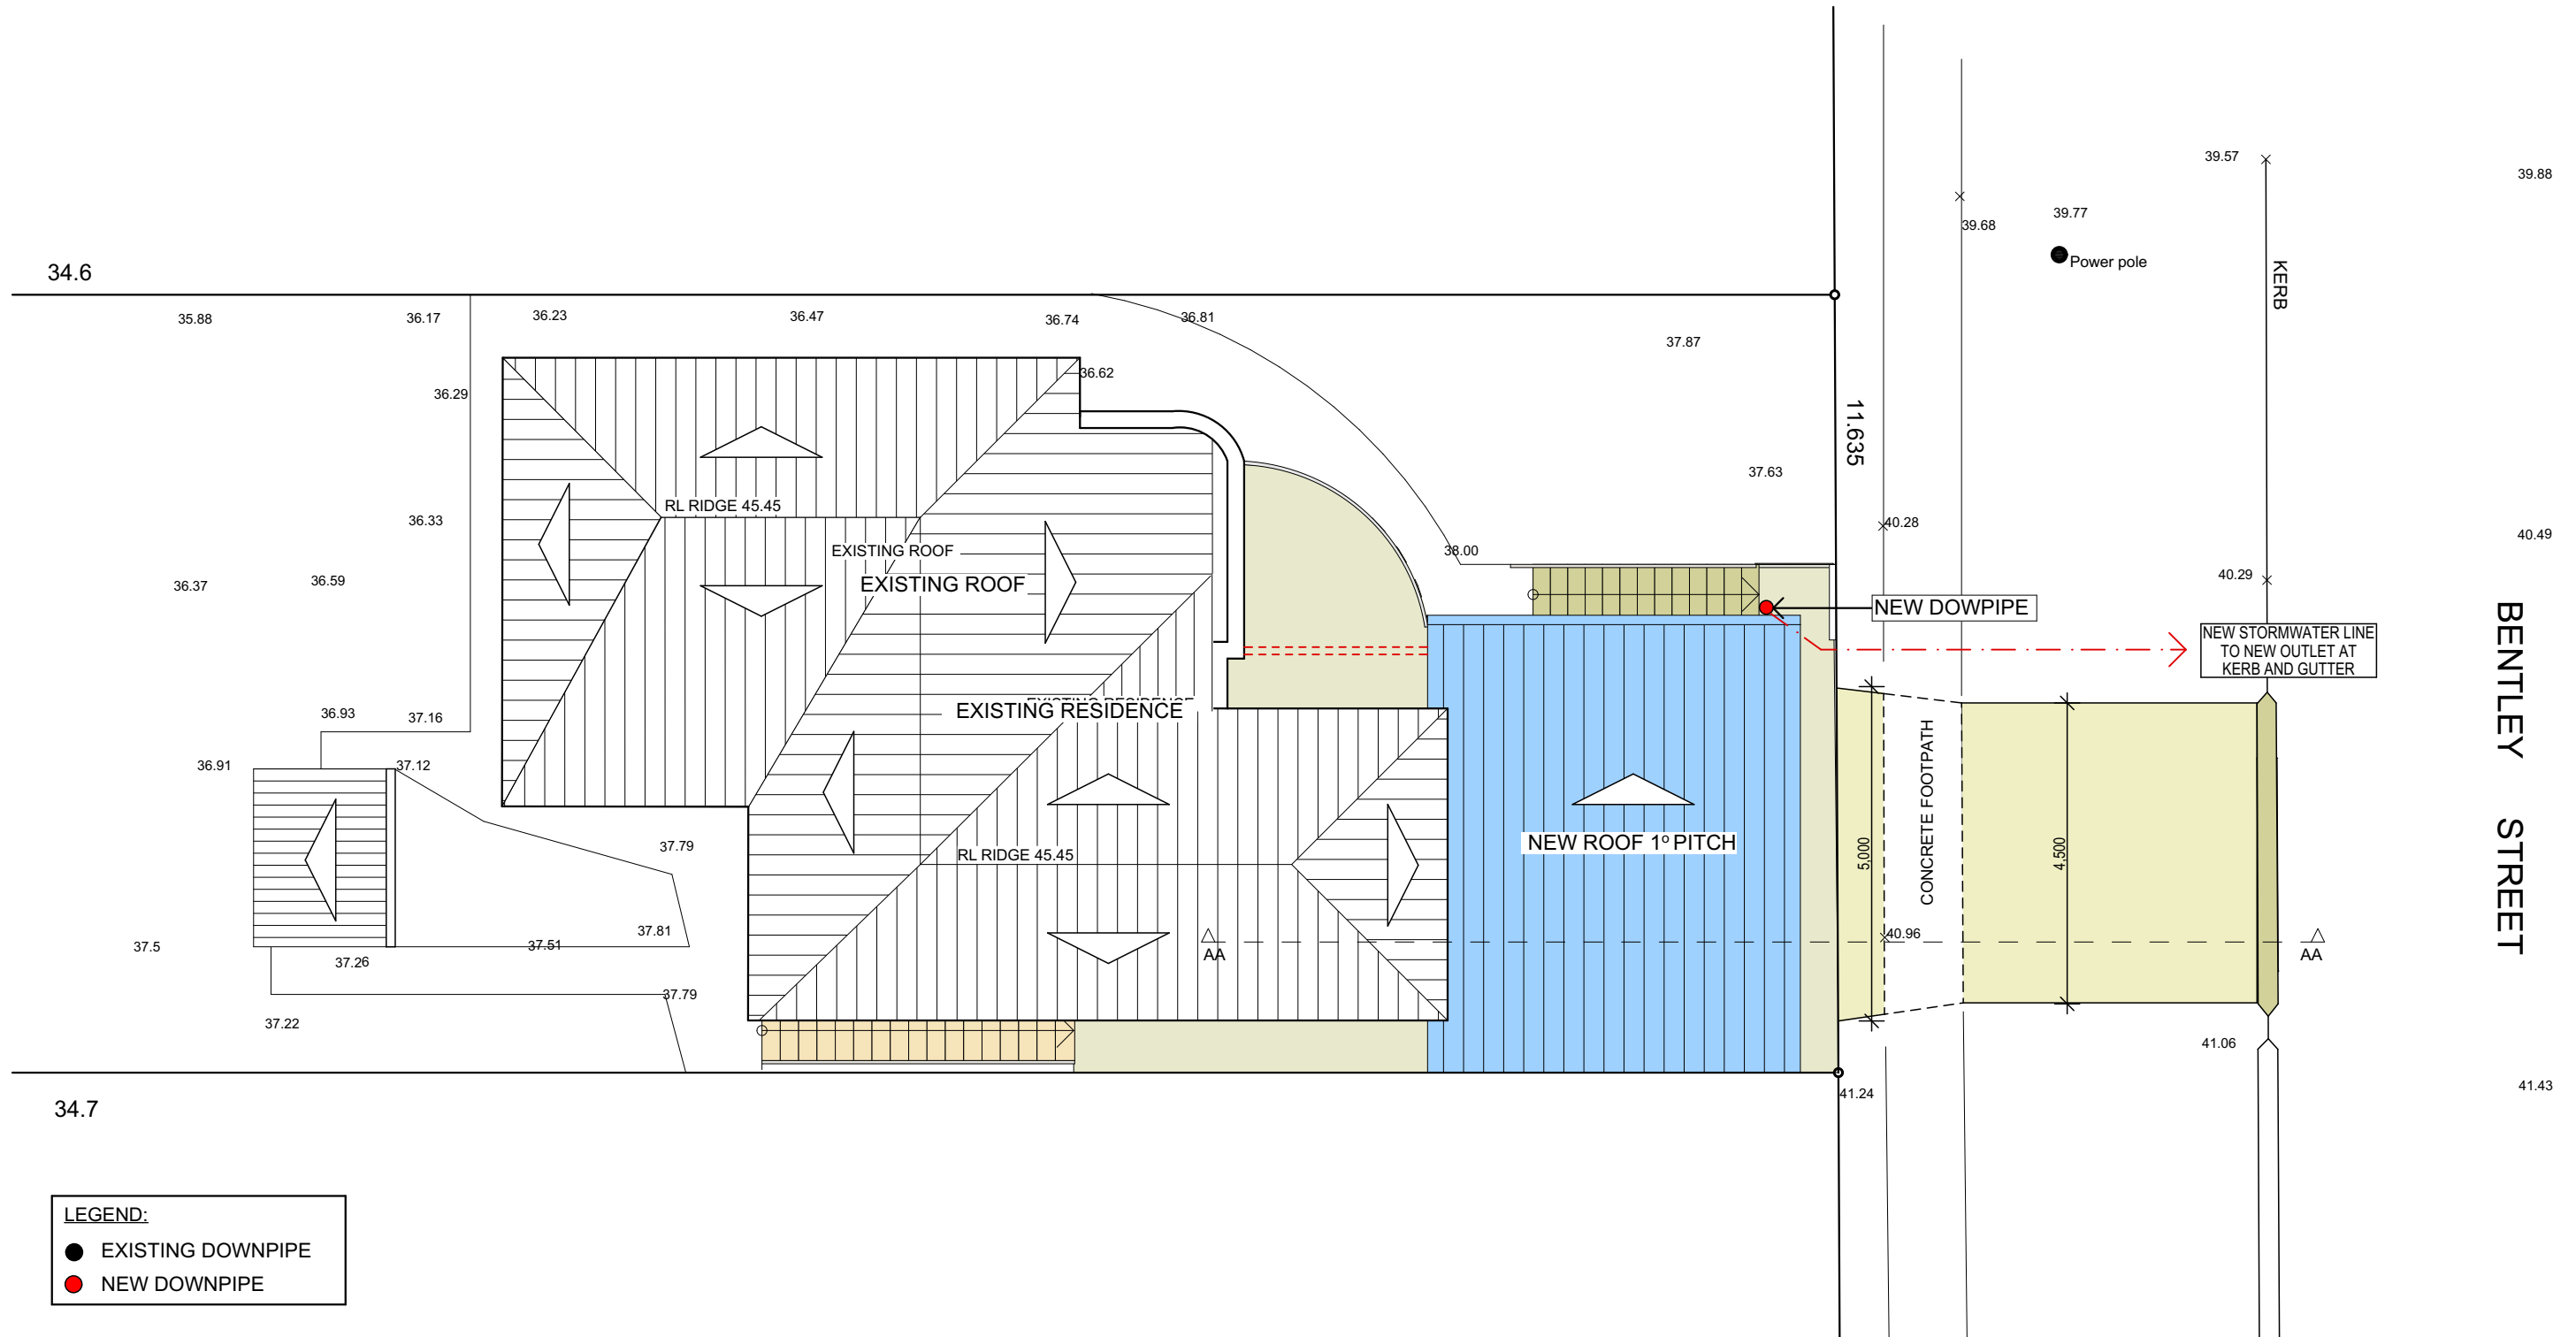 39.57
39.88
39.77
39.68
Power pole
KERB
34.6
35.88
36.17
36.23
36.47
36.74
36.81
37.87
36.62
36.29
11.635
37.63
RL RIDGE 45.45
36.33
40.28
40.49
EXISTING ROOF
38.00
EXISTING ROOF
36.37
36.59
40.29
NEW DOWPIPE
NEW STORMWATER LINE
TO NEW OUTLET AT
KERB AND GUTTER
BENTLEY STREET
EXISTING RESIDENCE
EXISTING RESIDENCE
36.93
37.16
36.91
37.12
CONCRETE FOOTPATH
5,000
4,500
37.79
NEW ROOF 1º PITCH
RL RIDGE 45.45
37.81
37.5
37.51
40.96
AA
AA
37.26
37.79
37.22
41.06
41.24
41.43
34.7
LEGEND:
EXISTING DOWNPIPE
NEW DOWNPIPE